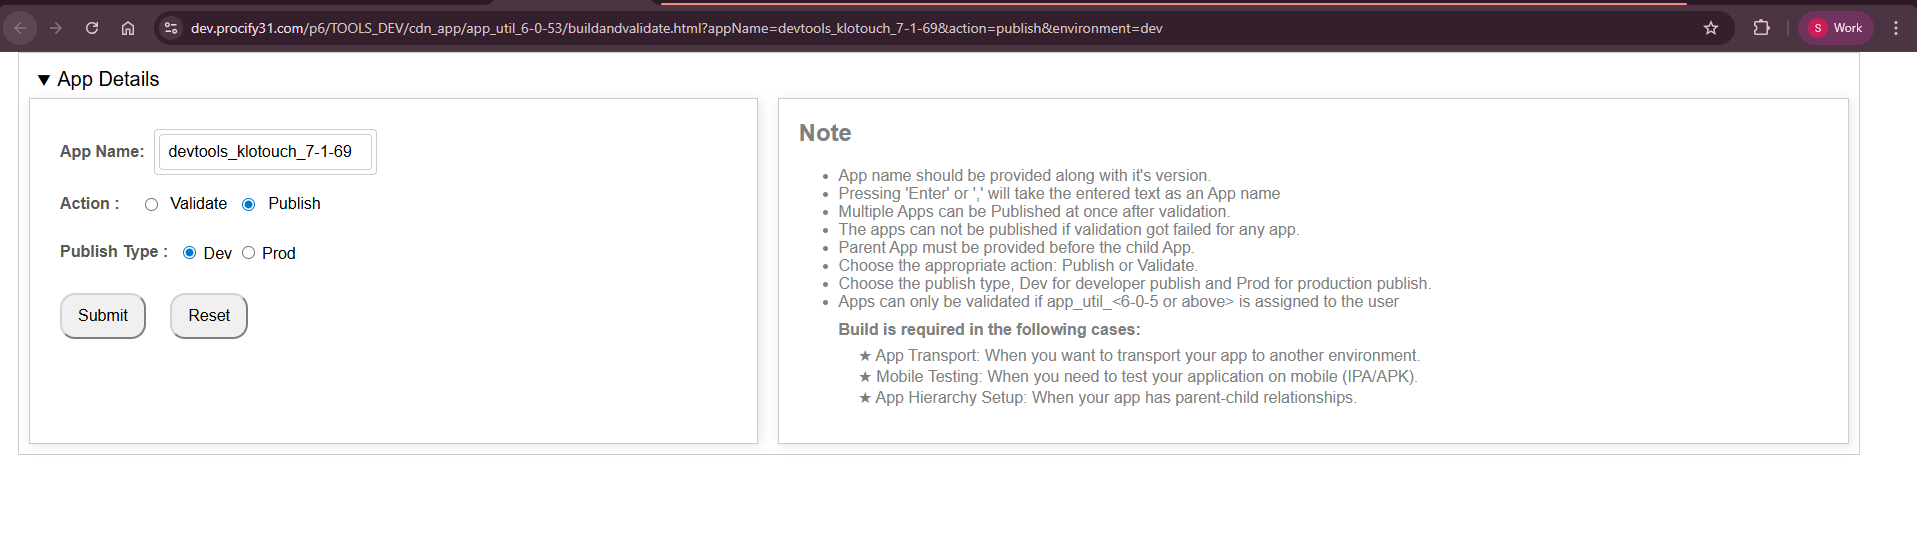 dev.procify31.com/p6/TOOLS_DEV/cdn_app/app_util_6-0-53/buildandvalidate.html?appName=devtools_klotouch_7-1-69&action=publish&environment=dev
S Work
▼ App Details
App Name: devtools_klotouch_7-1-69
Action : Validate Publish
Publish Type : Dev Prod
Submit Reset
Note
• App name should be provided along with it's version.
• Pressing 'Enter' or ',' will take the entered text as an App name
• Multiple Apps can be Published at once after validation.
• The apps can not be published if validation got failed for any app.
• Parent App must be provided before the child App.
• Choose the appropriate action: Publish or Validate.
• Choose the publish type, Dev for developer publish and Prod for production publish.
• Apps can only be validated if app_util_<6-0-5 or above> is assigned to the user
Build is required in the following cases:
★ App Transport: When you want to transport your app to another environment.
★ Mobile Testing: When you need to test your application on mobile (IPA/APK).
★ App Hierarchy Setup: When your app has parent-child relationships.